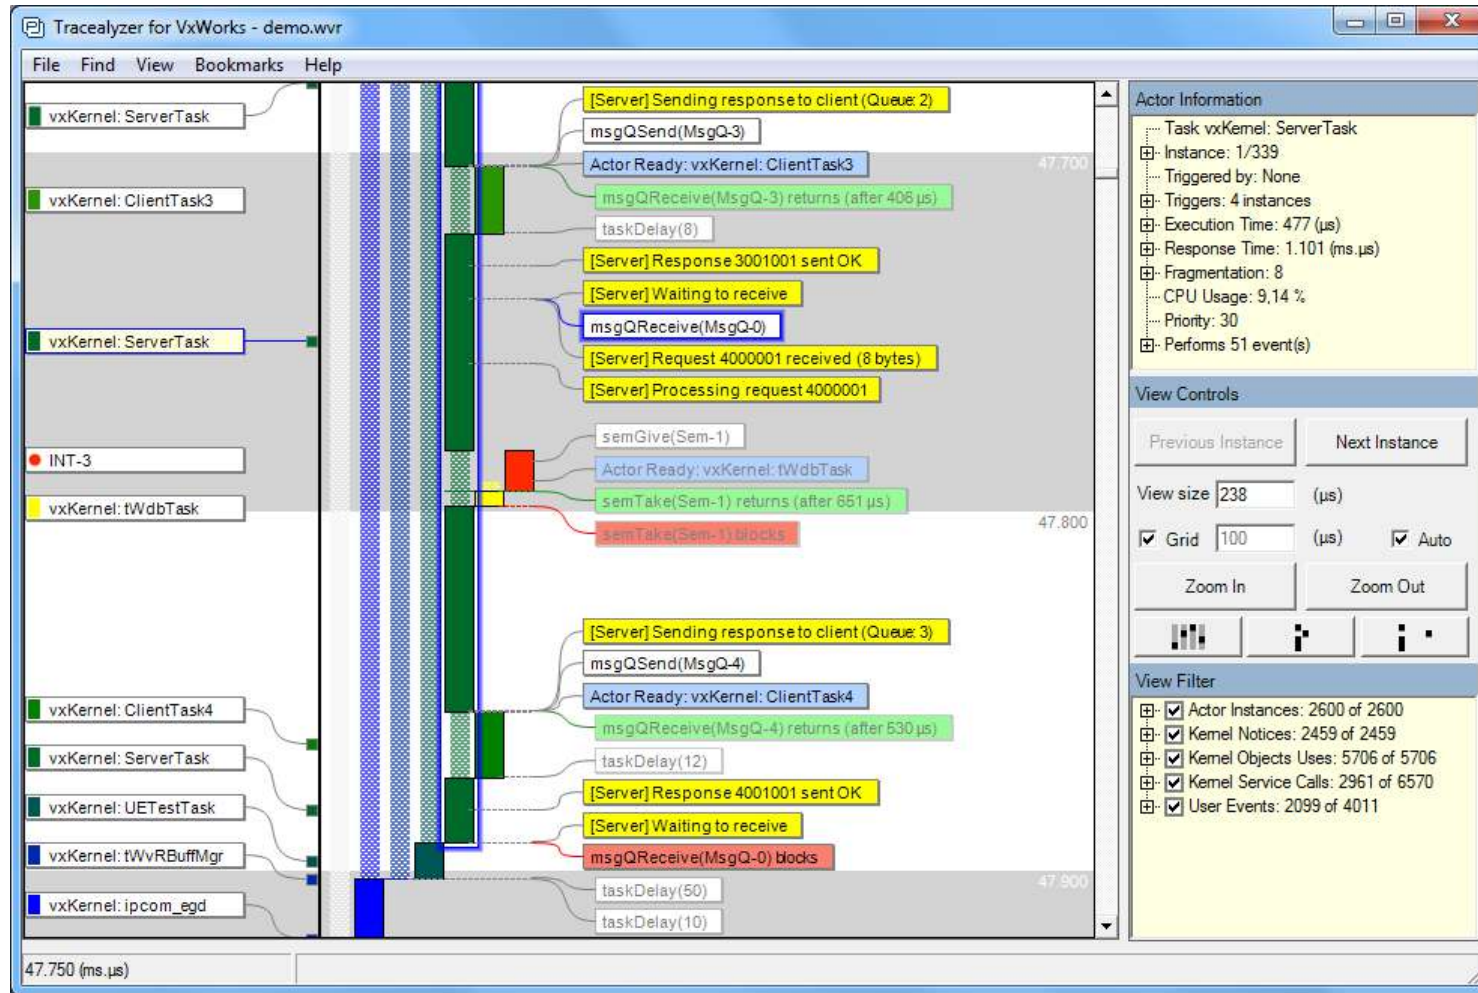 Tracealyzer for VxWorks - demo.wvr
File Find View Bookmarks Help
vxKernel: ServerTask
vxKernel: ClientTask3
vxKernel: ServerTask
INT-3
vxKernel: tWdbTask
vxKernel: ClientTask4
vxKernel: ServerTask
vxKernel: UETestTask
vxKernel: tWvRBuffMgr
vxKernel: ipcom_egd
[Server] Sending response to client (Queue: 2)
msgQSend(MsgQ-3)
Actor Ready: vxKernel: ClientTask3
47.700
msgQReceive(MsgQ-3) returns (after 406 µs)
taskDelay(8)
[Server] Response 3001001 sent OK
[Server] Waiting to receive
msgQReceive(MsgQ-0)
[Server] Request 4000001 received (8 bytes)
[Server] Processing request 4000001
semGive(Sem-1)
Actor Ready: vxKernel: tWdbTask
semTake(Sem-1) returns (after 651 µs)
47.800
semTake(Sem-1) blocks
[Server] Sending response to client (Queue: 3)
msgQSend(MsgQ-4)
Actor Ready: vxKernel: ClientTask4
msgQReceive(MsgQ-4) returns (after 530 µs)
taskDelay(12)
[Server] Response 4001001 sent OK
[Server] Waiting to receive
msgQReceive(MsgQ-0) blocks
47.900
taskDelay(50)
taskDelay(10)
Actor Information
Task vxKernel: ServerTask
Instance: 1/339
Triggered by: None
Triggers: 4 instances
Execution Time: 477 (µs)
Response Time: 1.101 (ms.µs)
Fragmentation: 8
CPU Usage: 9,14 %
Priority: 30
Performs 51 event(s)
View Controls
Previous Instance Next Instance
View size 238 (µs)
Grid 100 (µs) Auto
Zoom In Zoom Out
View Filter
Actor Instances: 2600 of 2600
Kernel Notices: 2459 of 2459
Kernel Objects Uses: 5706 of 5706
Kernel Service Calls: 2961 of 6570
User Events: 2099 of 4011
47.750 (ms.µs)